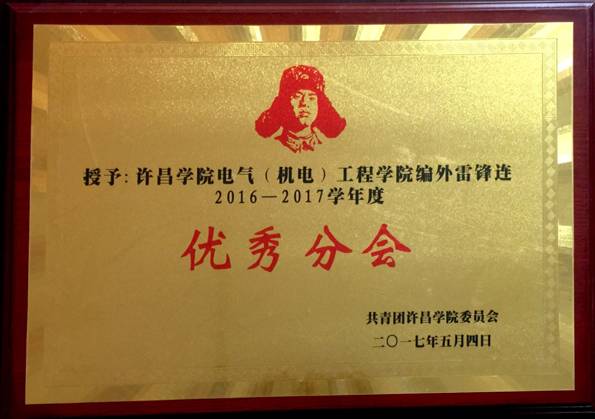 授予：许昌学院电气（机电）工程学院编外雷锋连
2016—2017学年度
优秀分会
共青团许昌学院委员会
二〇一七年五月四日